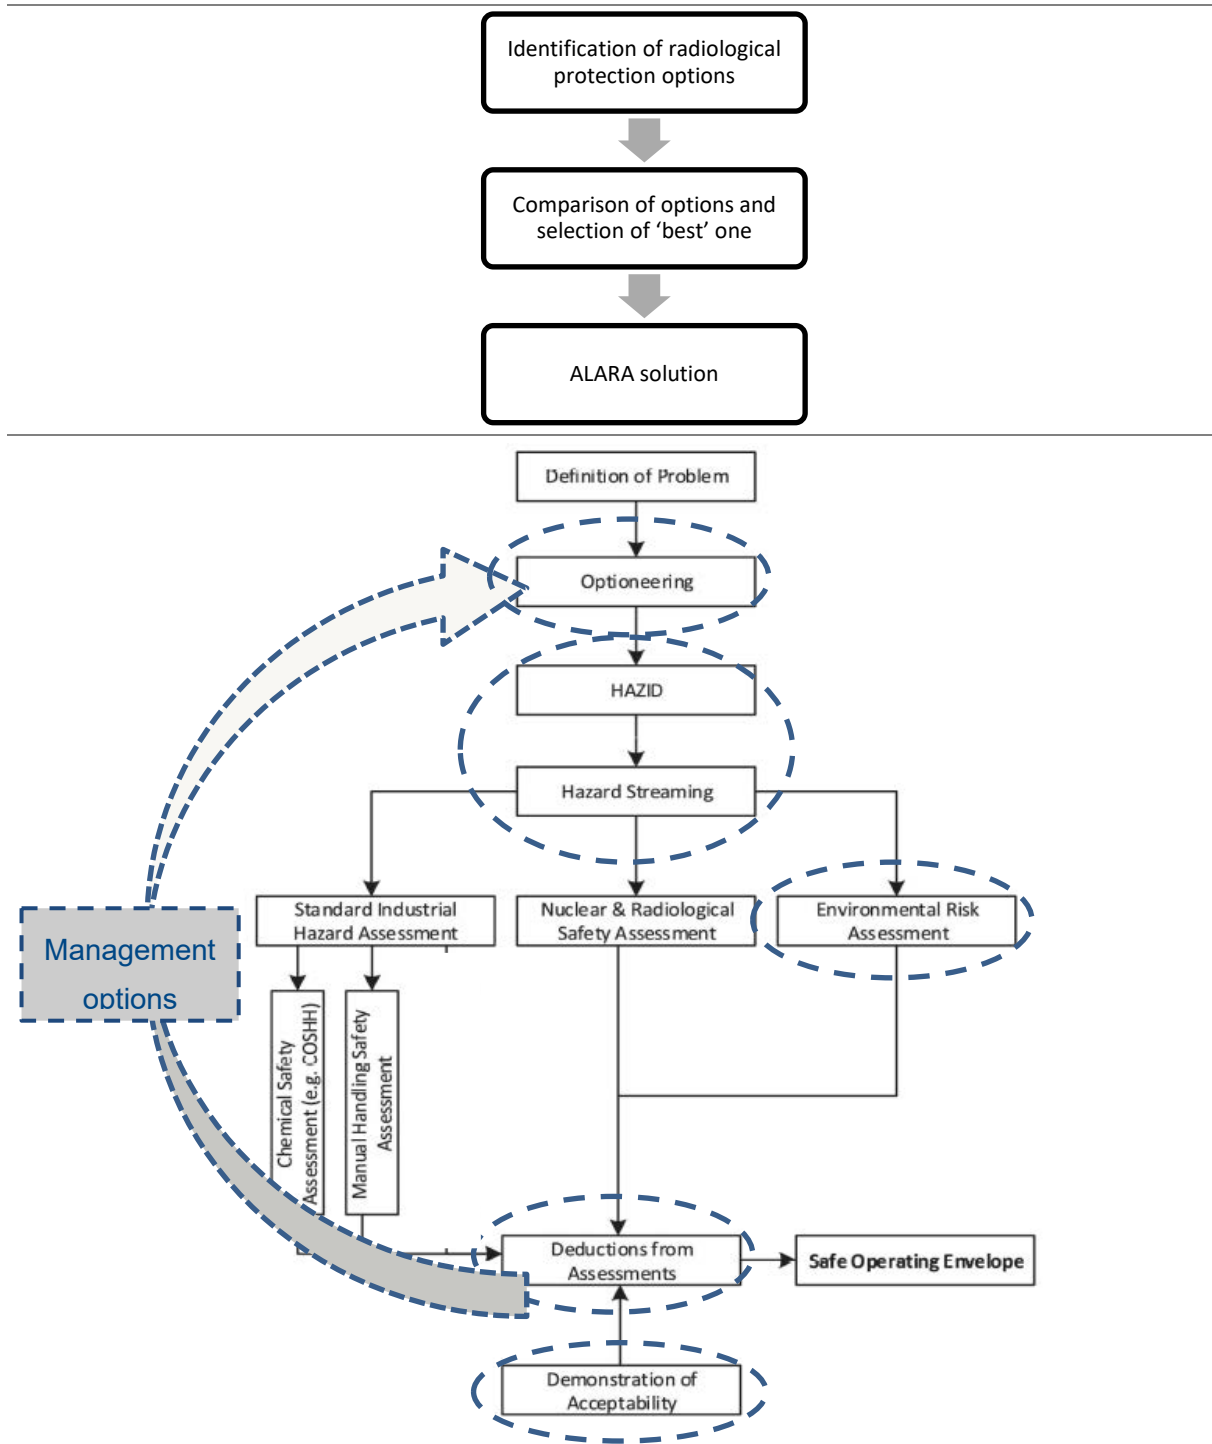 Identification of radiological
protection options
Comparison of options and
selection of ‘best’ one
ALARA solution
Definition of Problem
Optioneering
HAZID
Hazard Streaming
Standard Industrial
Hazard Assessment
Nuclear & Radiological
Safety Assessment
Environmental Risk
Assessment
Management
options
Chemical Safety
Assessment (e.g. COSHH)
Manual Handling Safety
Assessment
Deductions from
Assessments
Safe Operating Envelope
Demonstration of
Acceptability